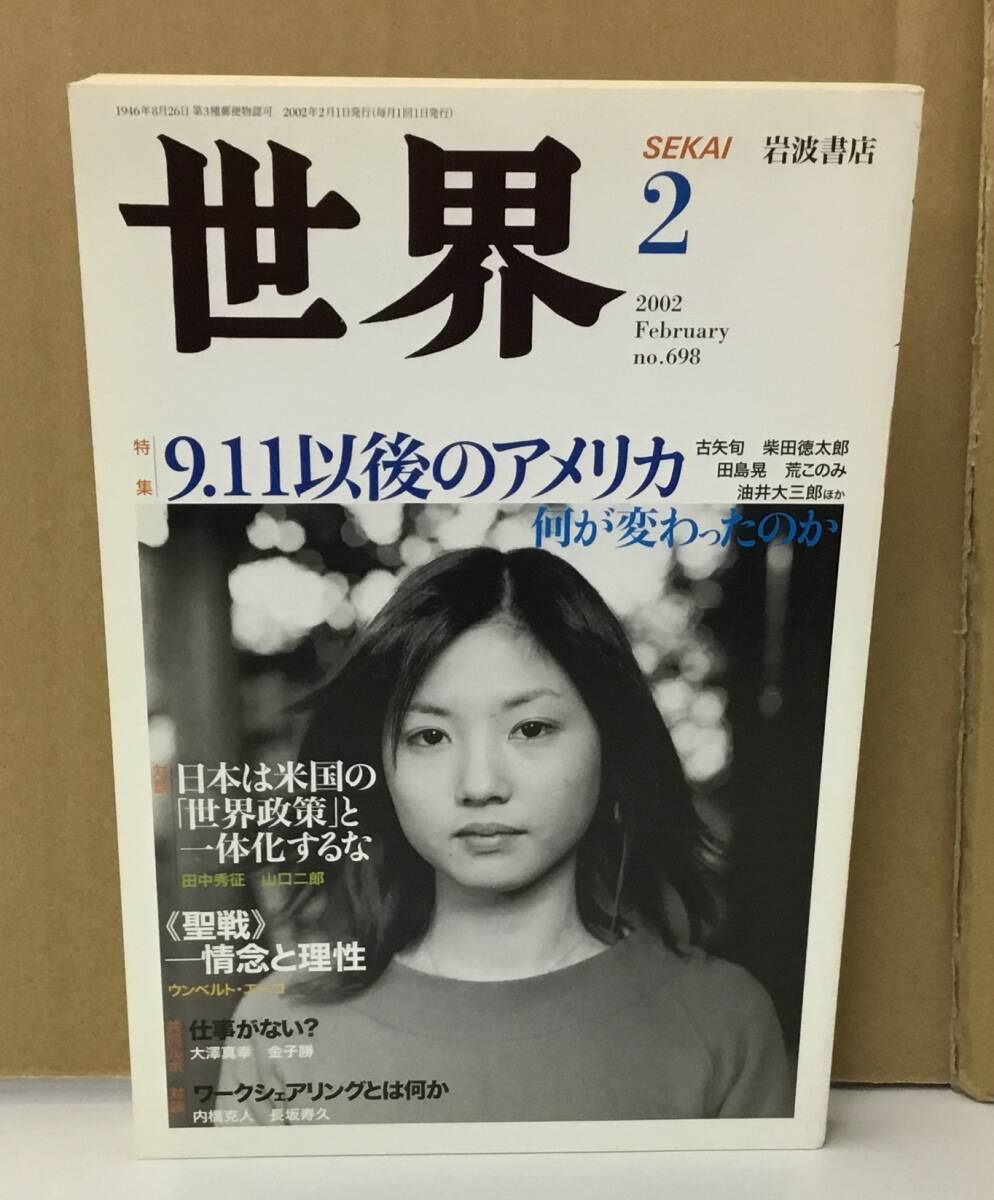 1946年8月26日 第3種郵便物認可 2002年2月1日発行(毎月1回1日発行)
世界
SEKAI 岩波書店
2
2002
February
no.698
特集
9.11以後のアメリカ
何が変わったのか
古矢旬 柴田德太郎
田島晃 荒このみ
油井大三郎ほか
対談
日本は米国の
「世界政策」と
一体化するな
田中秀征 山口二郎
《聖戦》
―情念と理性
ウンベルト・エーコ
共同ルポ
仕事がない?
大澤真幸 金子勝
対談
ワークシェアリングとは何か
内橋克人 長坂寿久